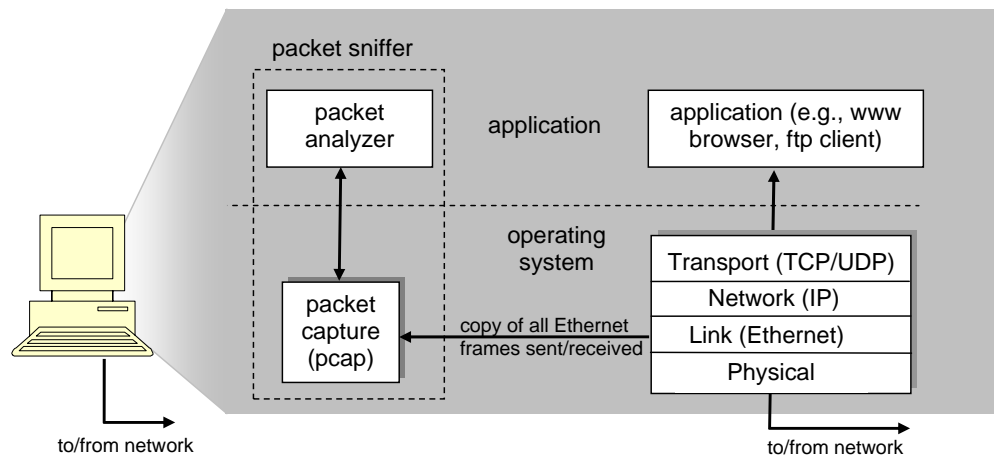 packet sniffer
packet
analyzer
application
application (e.g., www
browser, ftp client)
operating
system
packet
capture
(pcap)
copy of all Ethernet
frames sent/received
Transport (TCP/UDP)
Network (IP)
Link (Ethernet)
Physical
to/from network
to/from network